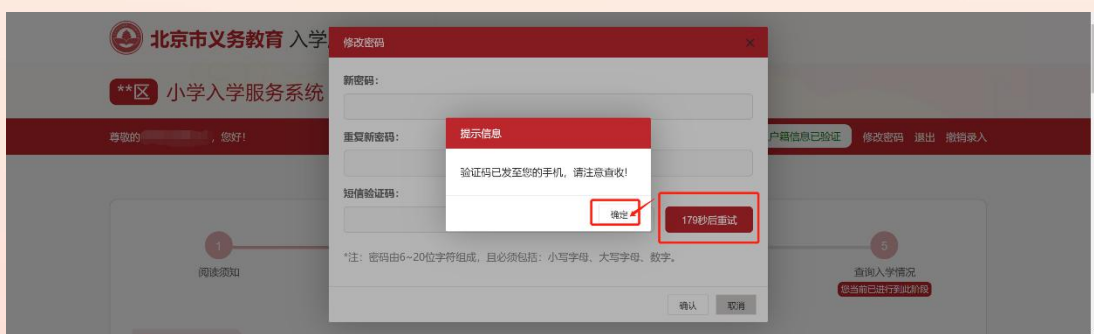 北京市义务教育 入学
**区 小学入学服务系统
尊敬的 ，您好!
户籍信息已验证 修改密码 退出 撤销录入
修改密码 ×
新密码：
重复新密码：
短信验证码：
提示信息
验证码已发至您的手机，请注意查收!
确定
179秒后重试
*注：密码由6~20位字符组成，且必须包括：小写字母、大写字母、数字。
确认 取消
1
阅读须知
5
查询入学情况
您当前已进行到此阶段